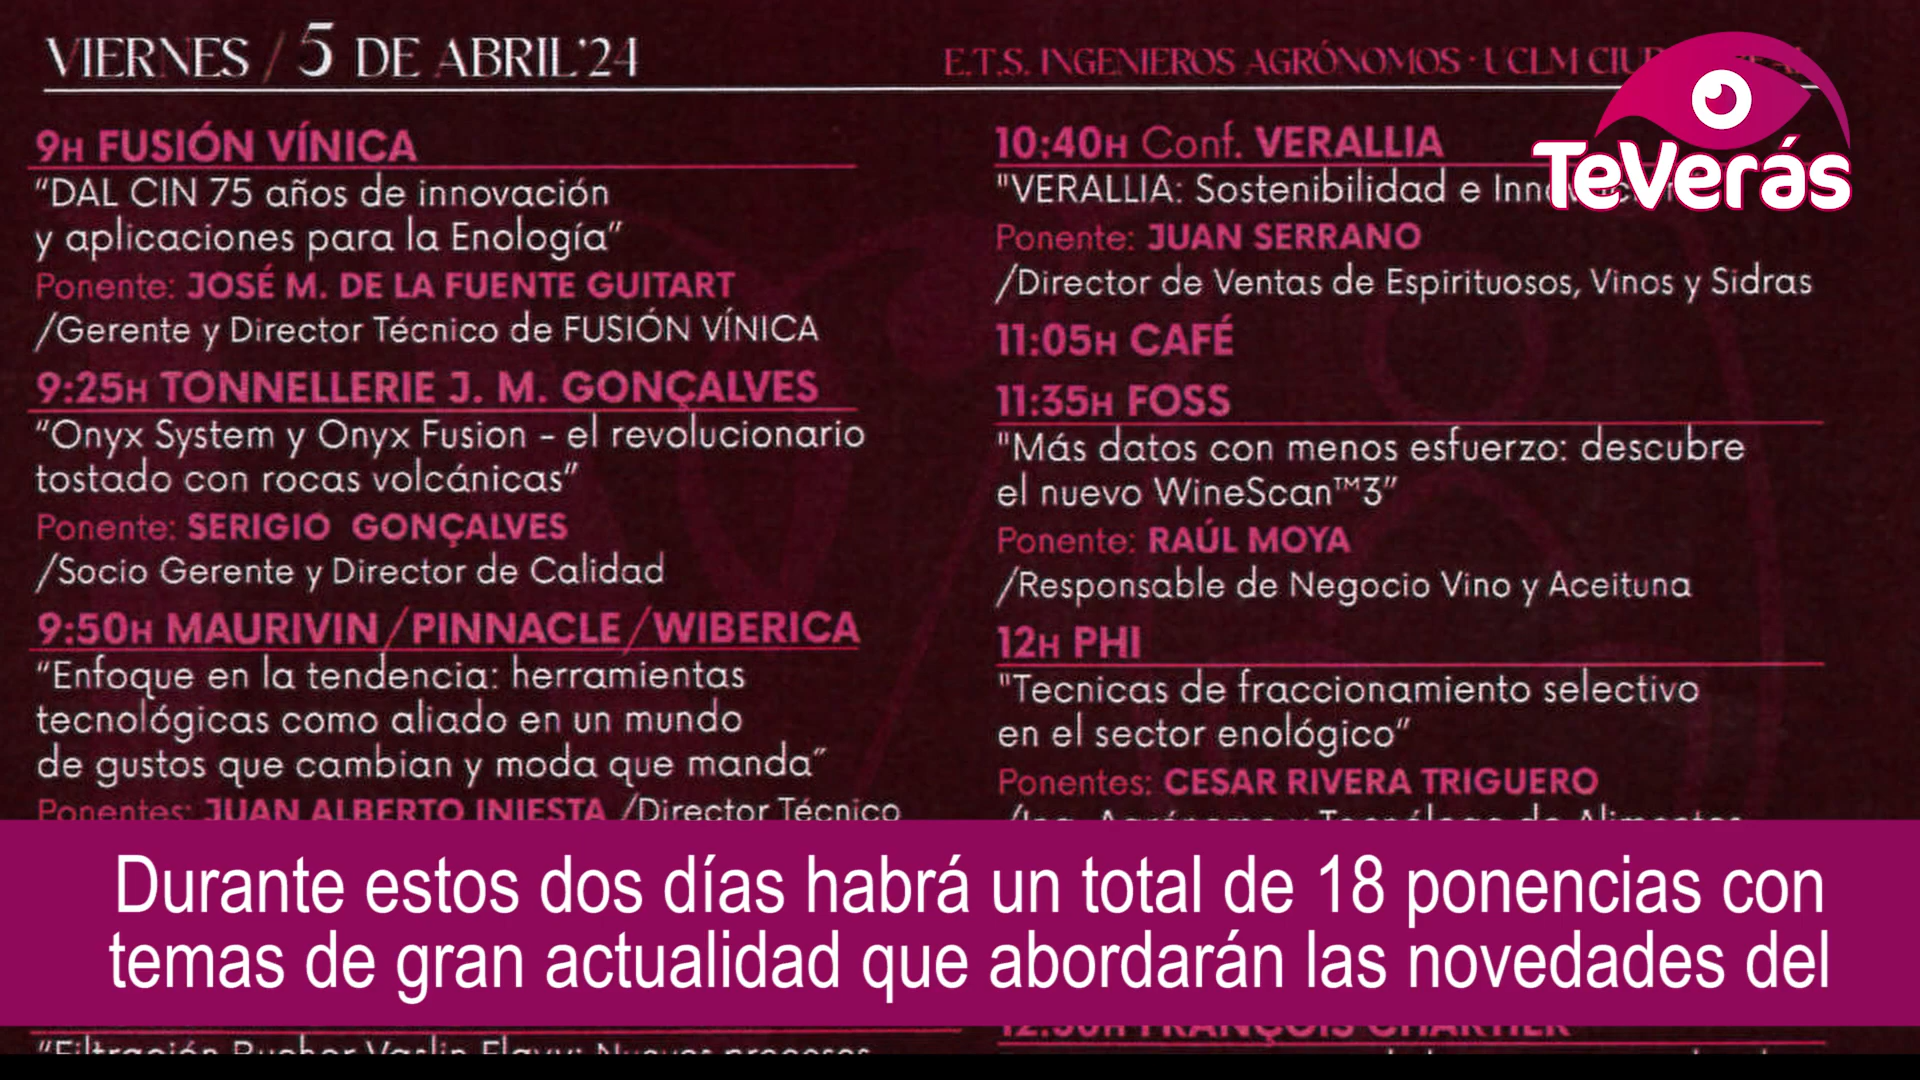 VIERNES / 5 DE ABRIL '24
E.T.S. INGENIEROS AGRÓNOMOS · UCLM
TeVerás
9H FUSIÓN VÍNICA
“DAL CIN 75 años de innovación
y aplicaciones para la Enología”
Ponente: JOSÉ M. DE LA FUENTE GUITART
/Gerente y Director Técnico de FUSIÓN VÍNICA
9:25H TONNELLERIE J. M. GONÇALVES
“Onyx System y Onyx Fusion – el revolucionario
tostado con rocas volcánicas”
Ponente: SERIGIO GONÇALVES
/Socio Gerente y Director de Calidad
9:50H MAURIVIN/PINNACLE/WIBERICA
“Enfoque en la tendencia: herramientas
tecnológicas como aliado en un mundo
de gustos que cambian y moda que manda”
Ponentes: JUAN ALBERTO INIESTA /Director Técnico
10:40H Conf. VERALLIA
"VERALLIA: Sostenibilidad e
Ponente: JUAN SERRANO
/Director de Ventas de Espirituosos, Vinos y Sidras
11:05H CAFÉ
11:35H FOSS
"Más datos con menos esfuerzo: descubre
el nuevo WineScan™3”
Ponente: RAÚL MOYA
/Responsable de Negocio Vino y Aceituna
12H PHI
"Tecnicas de fraccionamiento selectivo
en el sector enológico”
Ponentes: CESAR RIVERA TRIGUERO
Durante estos dos días habrá un total de 18 ponencias con
temas de gran actualidad que abordarán las novedades del